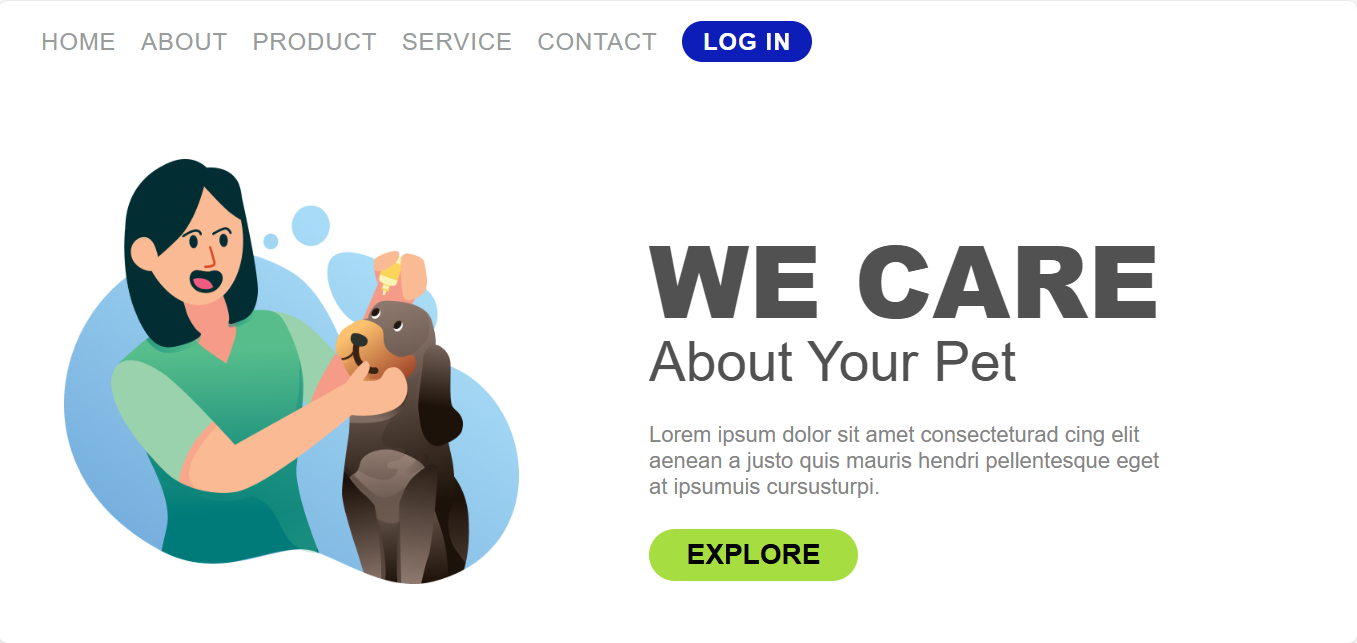 HOME ABOUT PRODUCT SERVICE CONTACT LOG IN
WE CARE
About Your Pet
Lorem ipsum dolor sit amet consecteturad cing elit
aenean a justo quis mauris hendri pellentesque eget
at ipsumuis cursusturpi.
EXPLORE